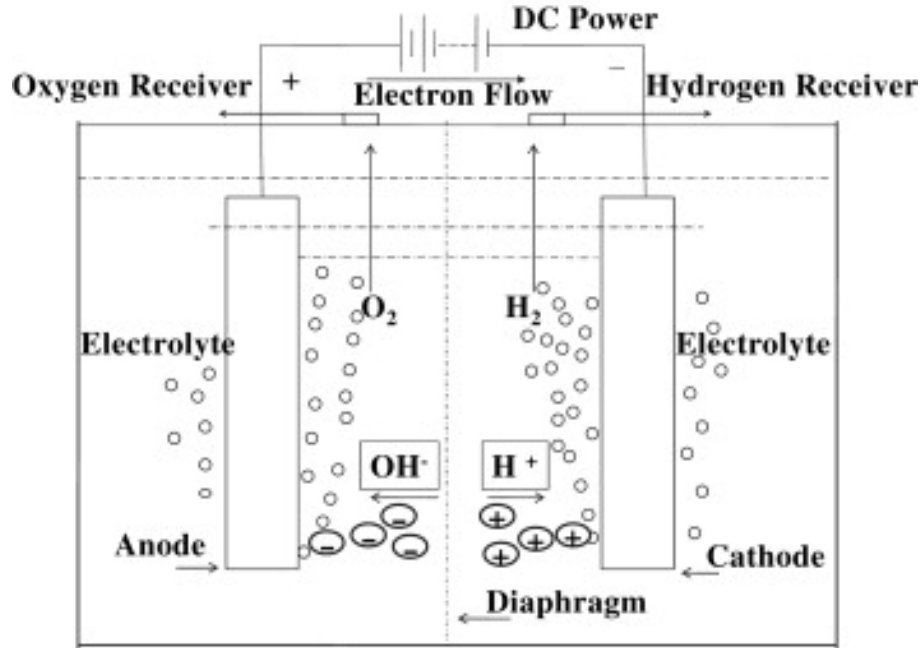 DC Power
Oxygen Receiver
+
−
Hydrogen Receiver
Electron Flow
O2
H2
Electrolyte
Electrolyte
OH-
H +
- - - -
+ + + +
Anode
Cathode
Diaphragm